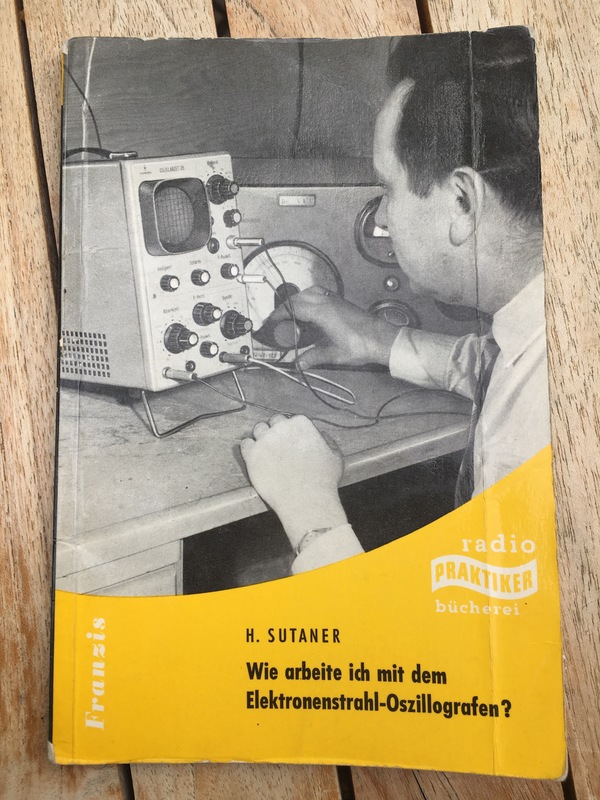 radio
PRAKTIKER
bücherei
Franzis
H. SUTANER
Wie arbeite ich mit dem
Elektronenstrahl-Oszillografen?